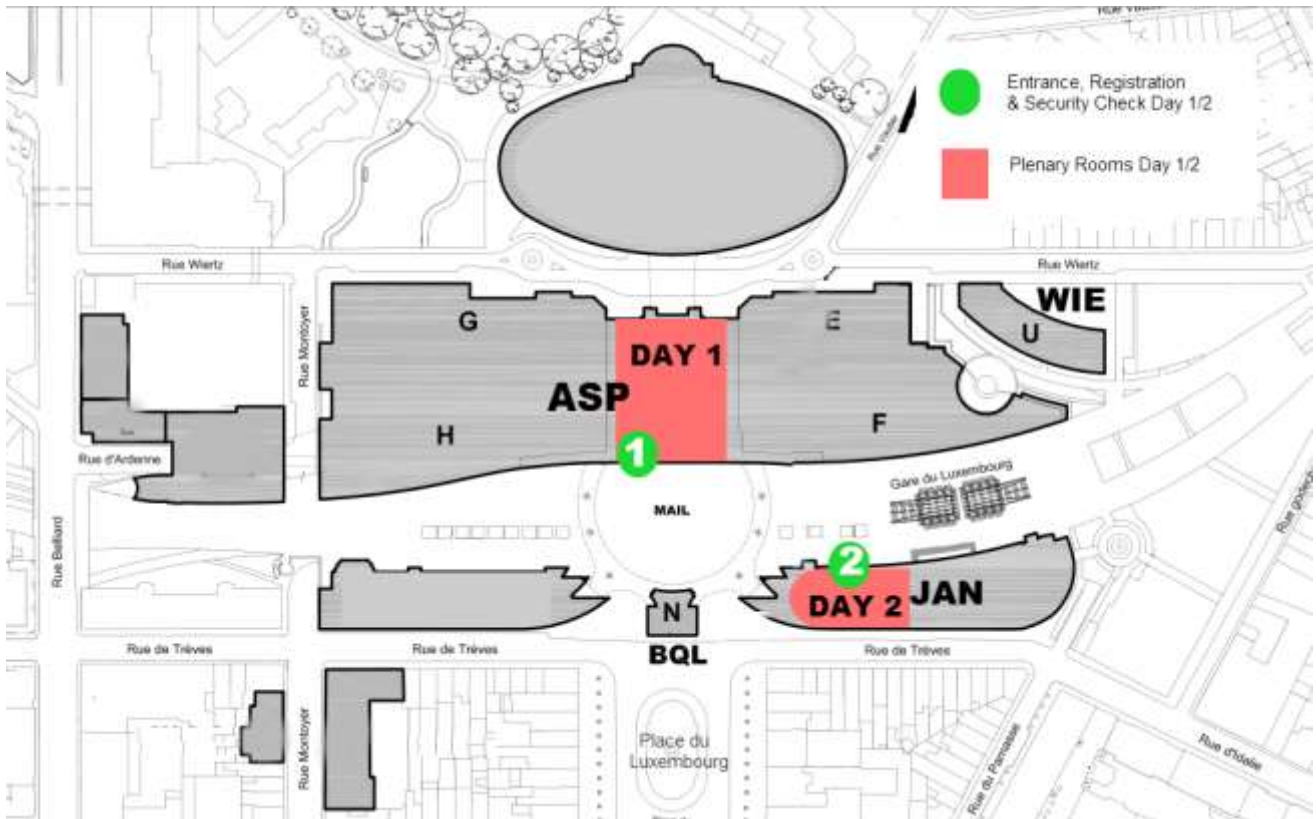 Entrance, Registration
& Security Check Day 1/2
Plenary Rooms Day 1/2
Rue Vautier
Rue Wiertz
Rue Wiertz
WIE
U
G
E
DAY 1
Rue Montoyer
ASP
H
F
1
Rue d'Ardenne
Gare du Luxembourg
MAIL
Rue Belliard
2
DAY 2
JAN
N
BQL
Rue de Trèves
Rue de Trèves
Rue de Trèves
Place du
Luxembourg
Rue Montoyer
Rue du Parnasse
Rue d'Idalie